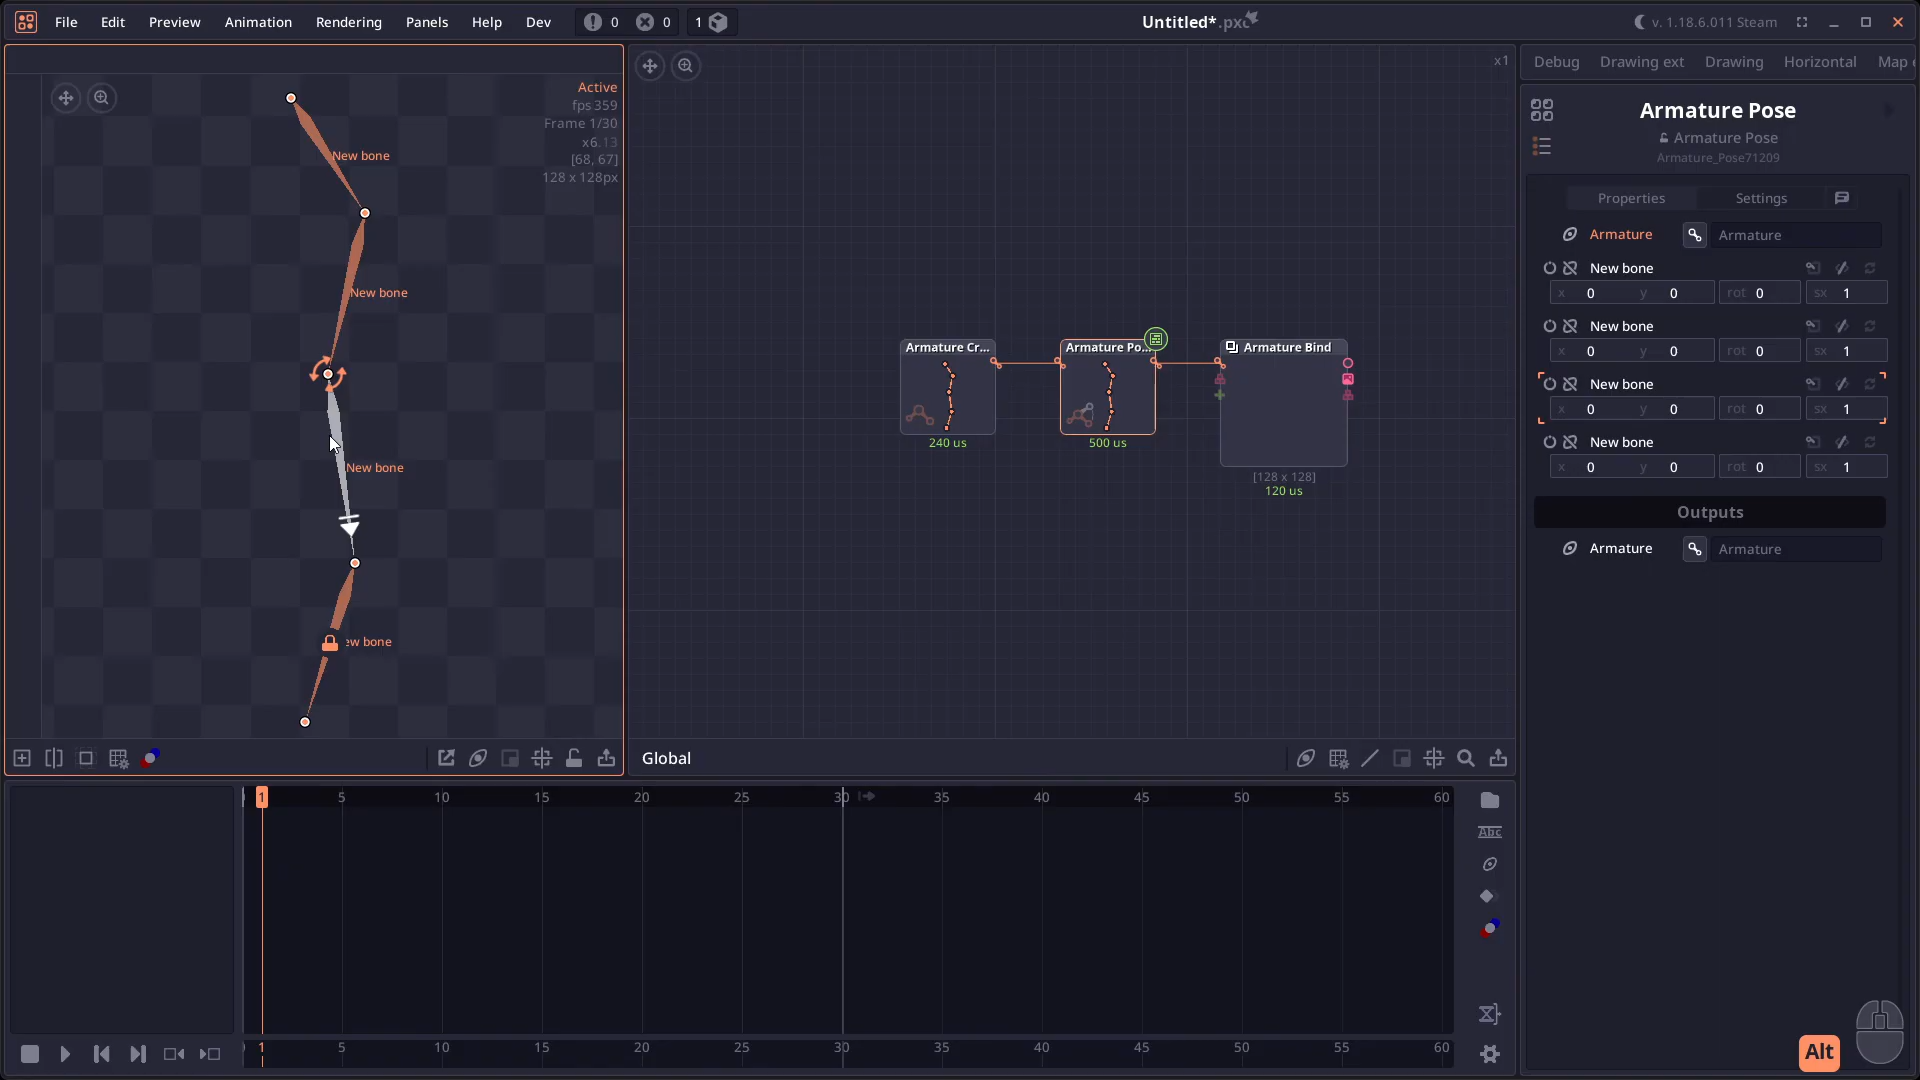 File Edit Preview Animation Rendering Panels Help Dev 0 0 1 Untitled*.pxc v. 1.18.6.011 Steam
Active
fps 359
Frame 1/30
x6.13
[68, 67]
128 x 128px
New bone
New bone
New bone
ew bone
x1
Armature Cr...
240 us
Armature Po...
500 us
Armature Bind
[128 x 128]
120 us
Global
Debug Drawing ext Drawing Horizontal Map
Armature Pose
Armature Pose
Armature_Pose71209
Properties Settings
Armature Armature
New bone
x 0 y 0 rot 0 sx 1
New bone
x 0 y 0 rot 0 sx 1
New bone
x 0 y 0 rot 0 sx 1
New bone
x 0 y 0 rot 0 sx 1
Outputs
Armature Armature
1 5 10 15 20 25 30 35 40 45 50 55 60
Abc
1 5 10 15 20 25 30 35 40 45 50 55 60
Alt